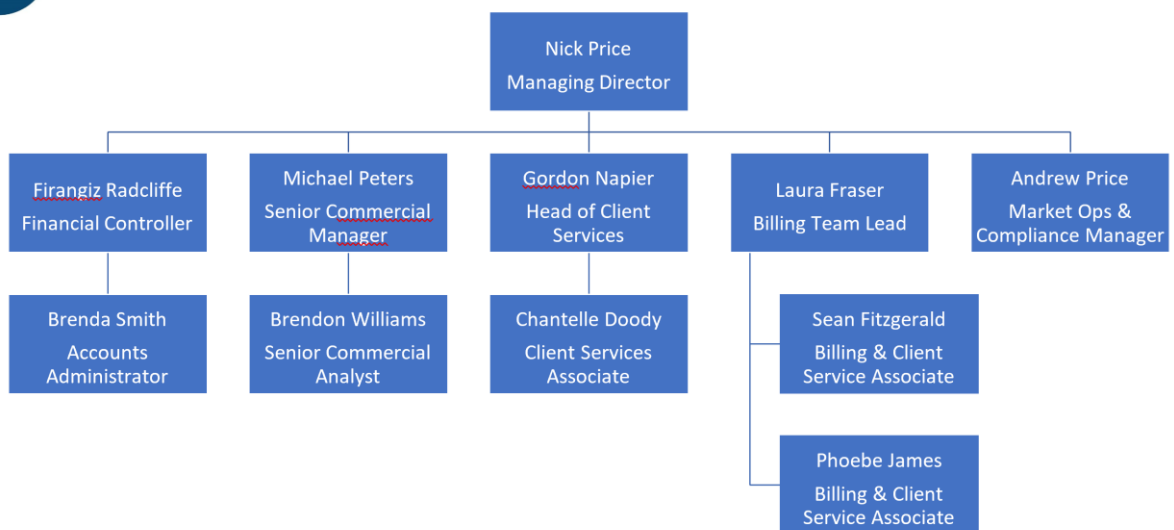 Nick Price
Managing Director
Firangiz Radcliffe
Financial Controller
Michael Peters
Senior Commercial
Manager
Gordon Napier
Head of Client
Services
Laura Fraser
Billing Team Lead
Andrew Price
Market Ops &
Compliance Manager
Brenda Smith
Accounts
Administrator
Brendon Williams
Senior Commercial
Analyst
Chantelle Doody
Client Services
Associate
Sean Fitzgerald
Billing & Client
Service Associate
Phoebe James
Billing & Client
Service Associate